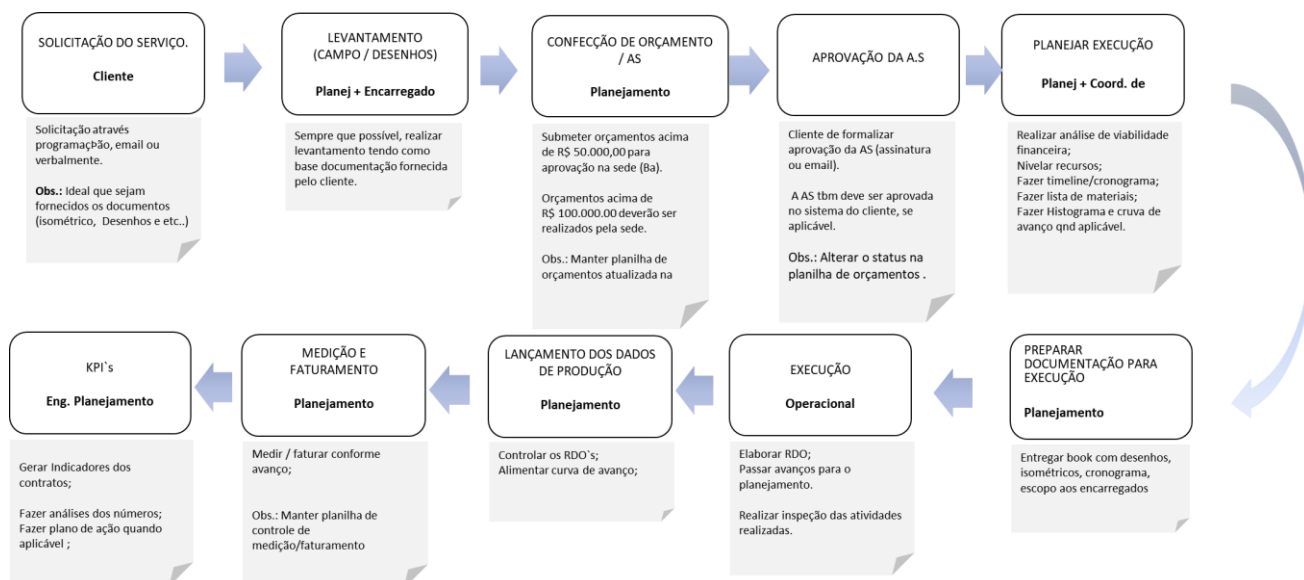 SOLICITAÇÃO DO SERVIÇO.
Cliente
Solicitação através
programaçÞão, email ou
verbalmente.
Obs.: Ideal que sejam
fornecidos os documentos
(isométrico, Desenhos e etc..)
LEVANTAMENTO
(CAMPO / DESENHOS)
Planej + Encarregado
Sempre que possível, realizar
levantamento tendo como
base documentação fornecida
pelo cliente.
CONFECÇÃO DE ORÇAMENTO
/ AS
Planejamento
Submeter orçamentos acima
de R$ 50.000,00 para
aprovação na sede (Ba).
Orçamentos acima de
R$ 100.000.00 deverão ser
realizados pela sede.
Obs.: Manter planilha de
orçamentos atualizada na
APROVAÇÃO DA A.S
Cliente de formalizar
aprovação da AS (assinatura
ou email).
A AS tbm deve ser aprovada
no sistema do cliente, se
aplicável.
Obs.: Alterar o status na
planilha de orçamentos .
PLANEJAR EXECUÇÃO
Planej + Coord. de
Realizar análise de viabilidade
financeira;
Nivelar recursos;
Fazer timeline/cronograma;
Fazer lista de materiais;
Fazer Histograma e cruva de
avanço qnd aplicável.
PREPARAR
DOCUMENTAÇÃO PARA
EXECUÇÃO
Planejamento
Entregar book com desenhos,
isométricos, cronograma,
escopo aos encarregados
EXECUÇÃO
Operacional
Elaborar RDO;
Passar avanços para o
planejamento.
Realizar inspeção das atividades
realizadas.
LANÇAMENTO DOS DADOS
DE PRODUÇÃO
Planejamento
Controlar os RDO`s;
Alimentar curva de avanço;
MEDIÇÃO E
FATURAMENTO
Planejamento
Medir / faturar conforme
avanço;
Obs.: Manter planilha de
controle de
medição/faturamento
KPI`s
Eng. Planejamento
Gerar Indicadores dos
contratos;
Fazer análises dos números;
Fazer plano de ação quando
aplicável ;